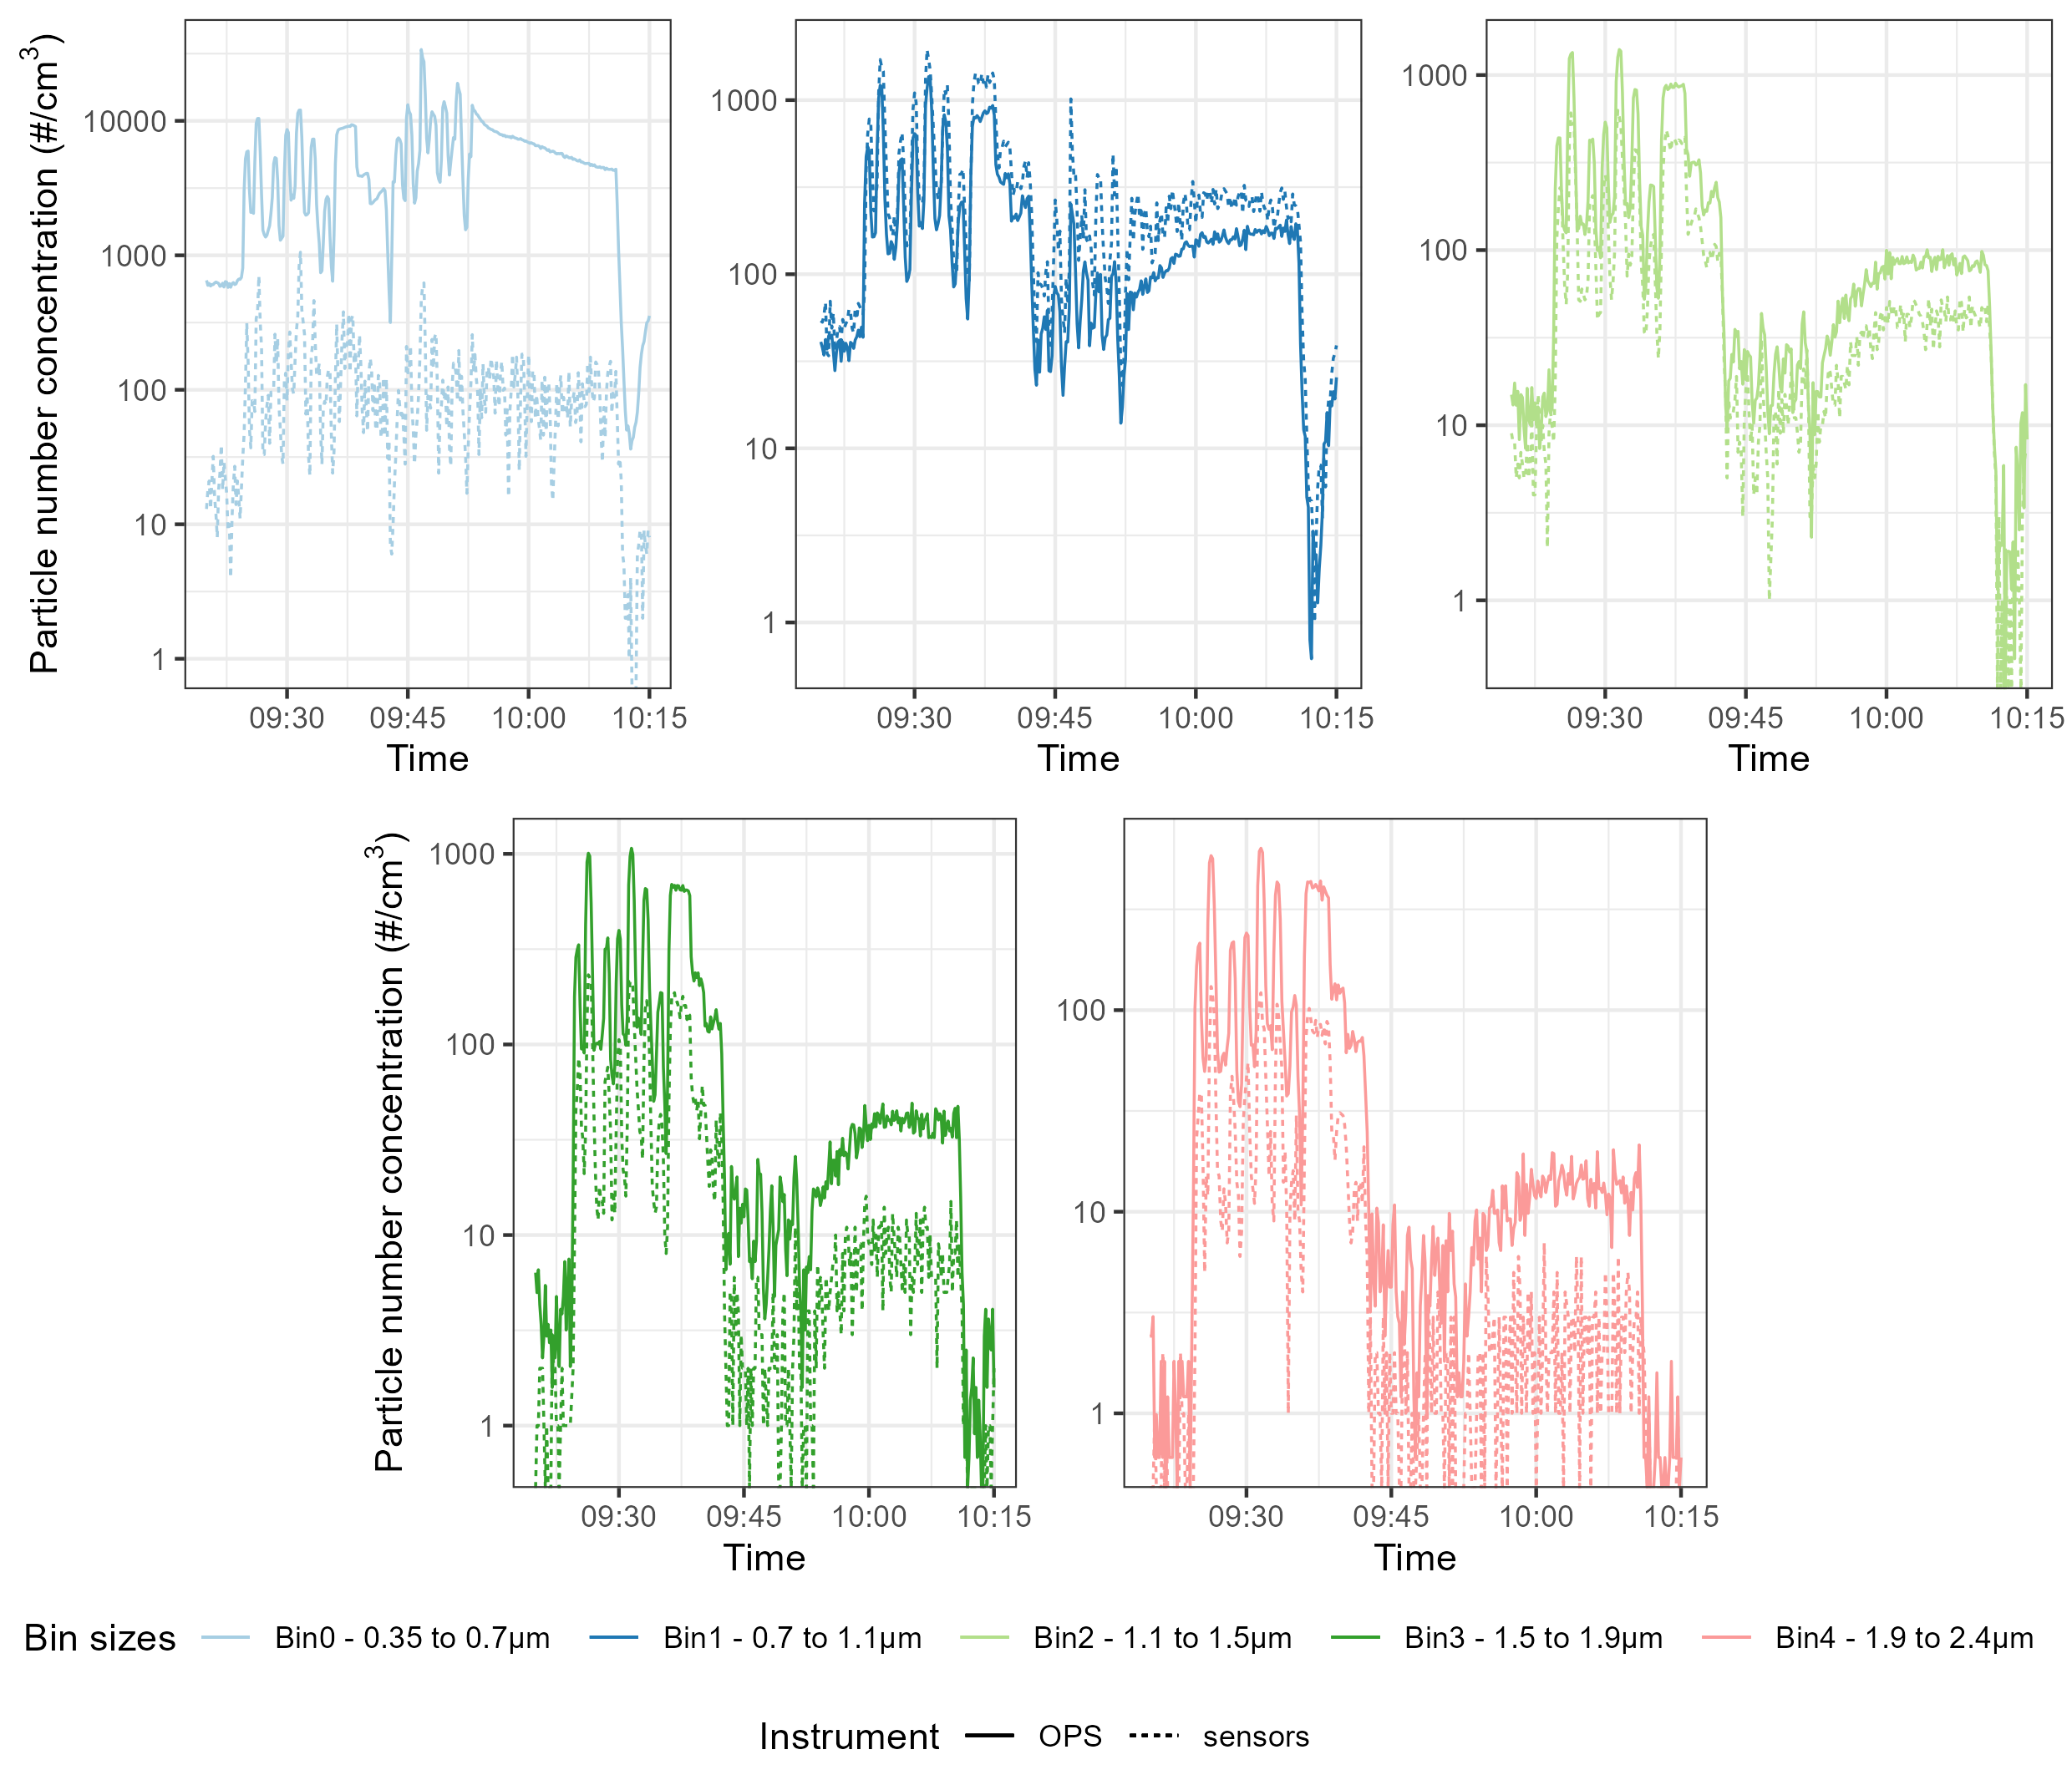 Particle number concentration (#/cm³)
10000
1000
100
10
1
09:30 09:45 10:00 10:15
Time
1000
100
10
1
09:30 09:45 10:00 10:15
Time
1000
100
10
1
09:30 09:45 10:00 10:15
Time
Particle number concentration (#/cm³)
1000
100
10
1
09:30 09:45 10:00 10:15
Time
100
10
1
09:30 09:45 10:00 10:15
Time
Bin sizes Bin0 - 0.35 to 0.7µm Bin1 - 0.7 to 1.1µm Bin2 - 1.1 to 1.5µm Bin3 - 1.5 to 1.9µm Bin4 - 1.9 to 2.4µm
Instrument OPS sensors